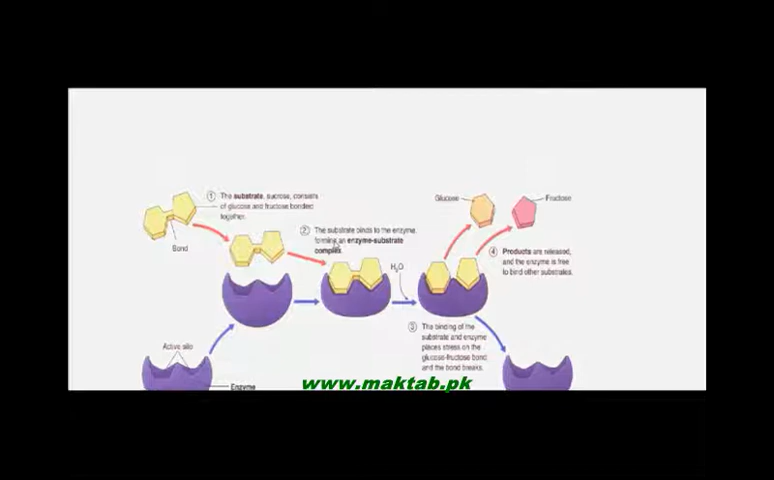 ① The substrate, sucrose, consists
of glucose and fructose bonded
together.
Bond
② The substrate binds to the enzyme,
forming an enzyme-substrate
complex.
Glucose
Fructose
H₂O
④ Products are released,
and the enzyme is free
to bind other substrates.
③ The binding of the
substrate and enzyme
places stress on the
glucose-fructose bond
and the bond breaks.
Active site
Enzyme
www.maktab.pk